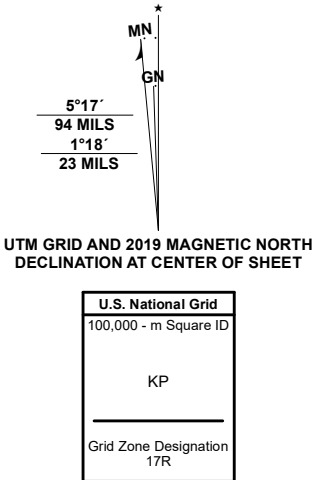 ★
MN
GN
5°17´
94 MILS
1°18´
23 MILS
UTM GRID AND 2019 MAGNETIC NORTH
DECLINATION AT CENTER OF SHEET
U.S. National Grid
100,000 - m Square ID
KP
Grid Zone Designation
17R